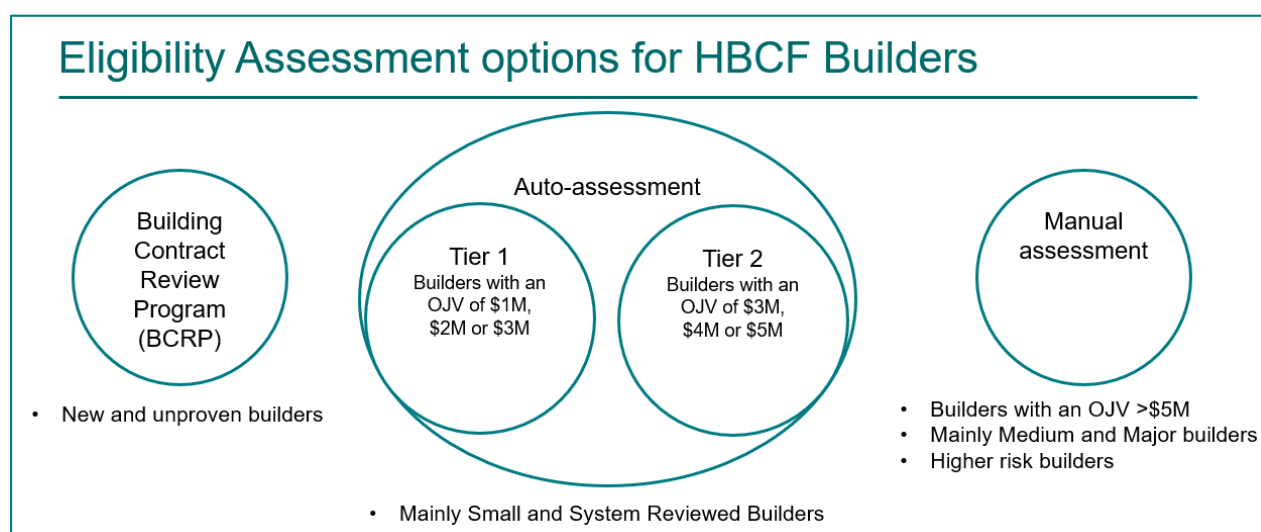 Eligibility Assessment options for HBCF Builders
Building
Contract
Review
Program
(BCRP)
• New and unproven builders
Auto-assessment
Tier 1
Builders with an
OJV of $1M,
$2M or $3M
Tier 2
Builders with an
OJV of $3M,
$4M or $5M
• Mainly Small and System Reviewed Builders
Manual
assessment
• Builders with an OJV >$5M
• Mainly Medium and Major builders
• Higher risk builders